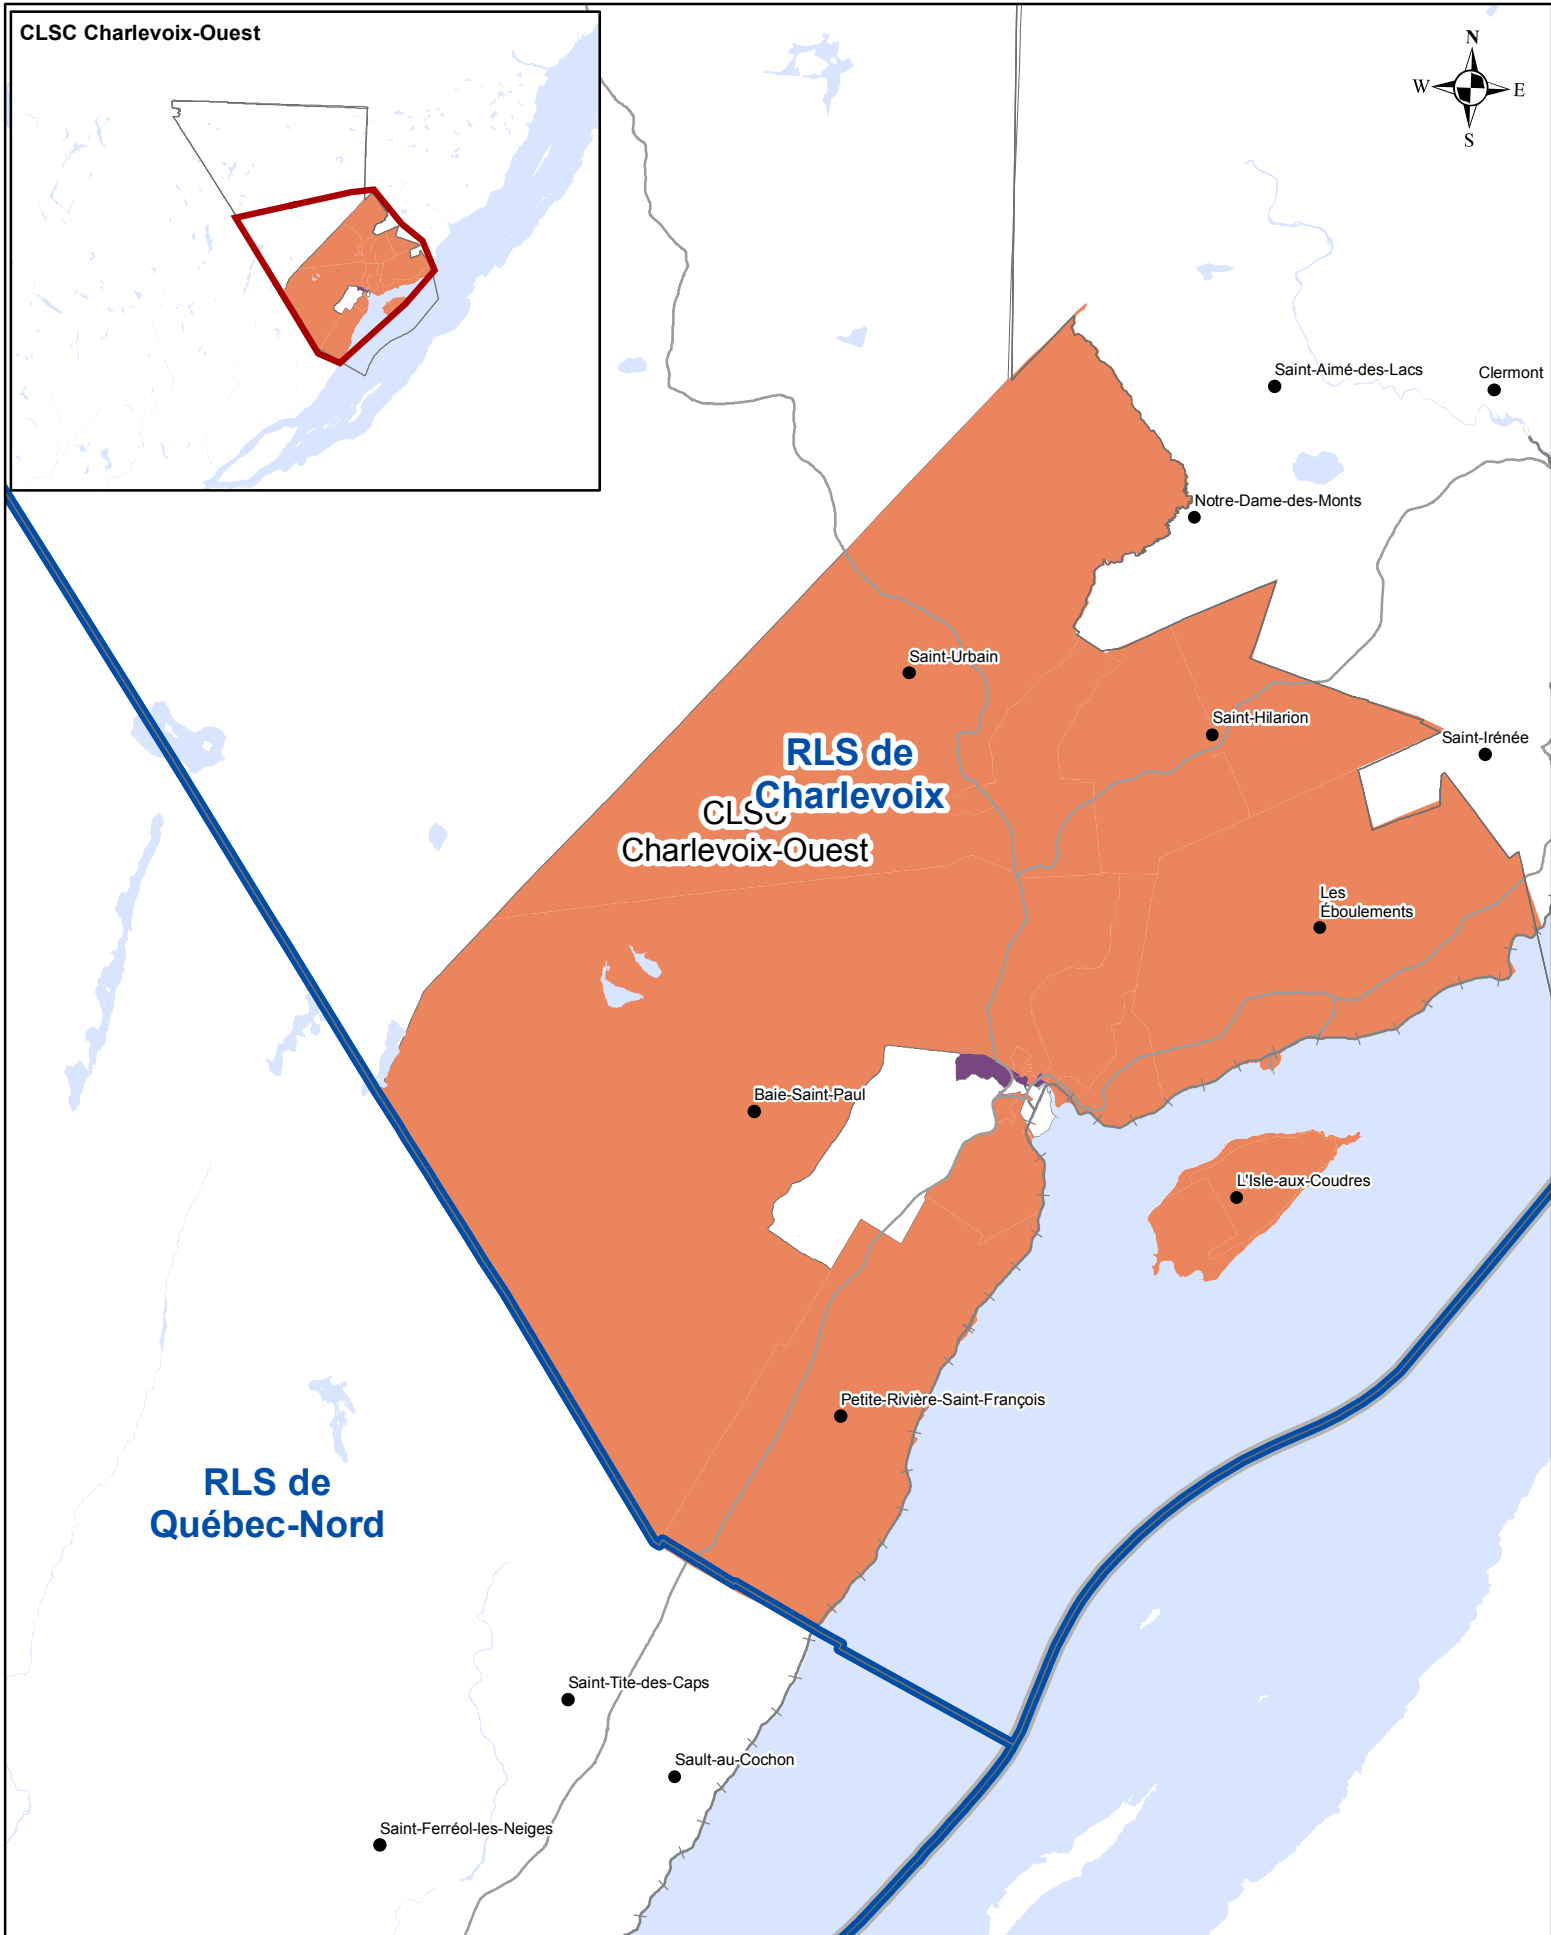 CLSC Charlevoix-Ouest
N
W
E
S
Saint-Aimé-des-Lacs
Clermont
Notre-Dame-des-Monts
Saint-Urbain
Saint-Hilarion
Saint-Irénée
RLS de
Charlevoix
CLSC
Charlevoix-Ouest
Les
Éboulements
Baie-Saint-Paul
L'Isle-aux-Coudres
Petite-Rivière-Saint-François
RLS de
Québec-Nord
Saint-Tite-des-Caps
Sault-au-Cochon
Saint-Ferréol-les-Neiges